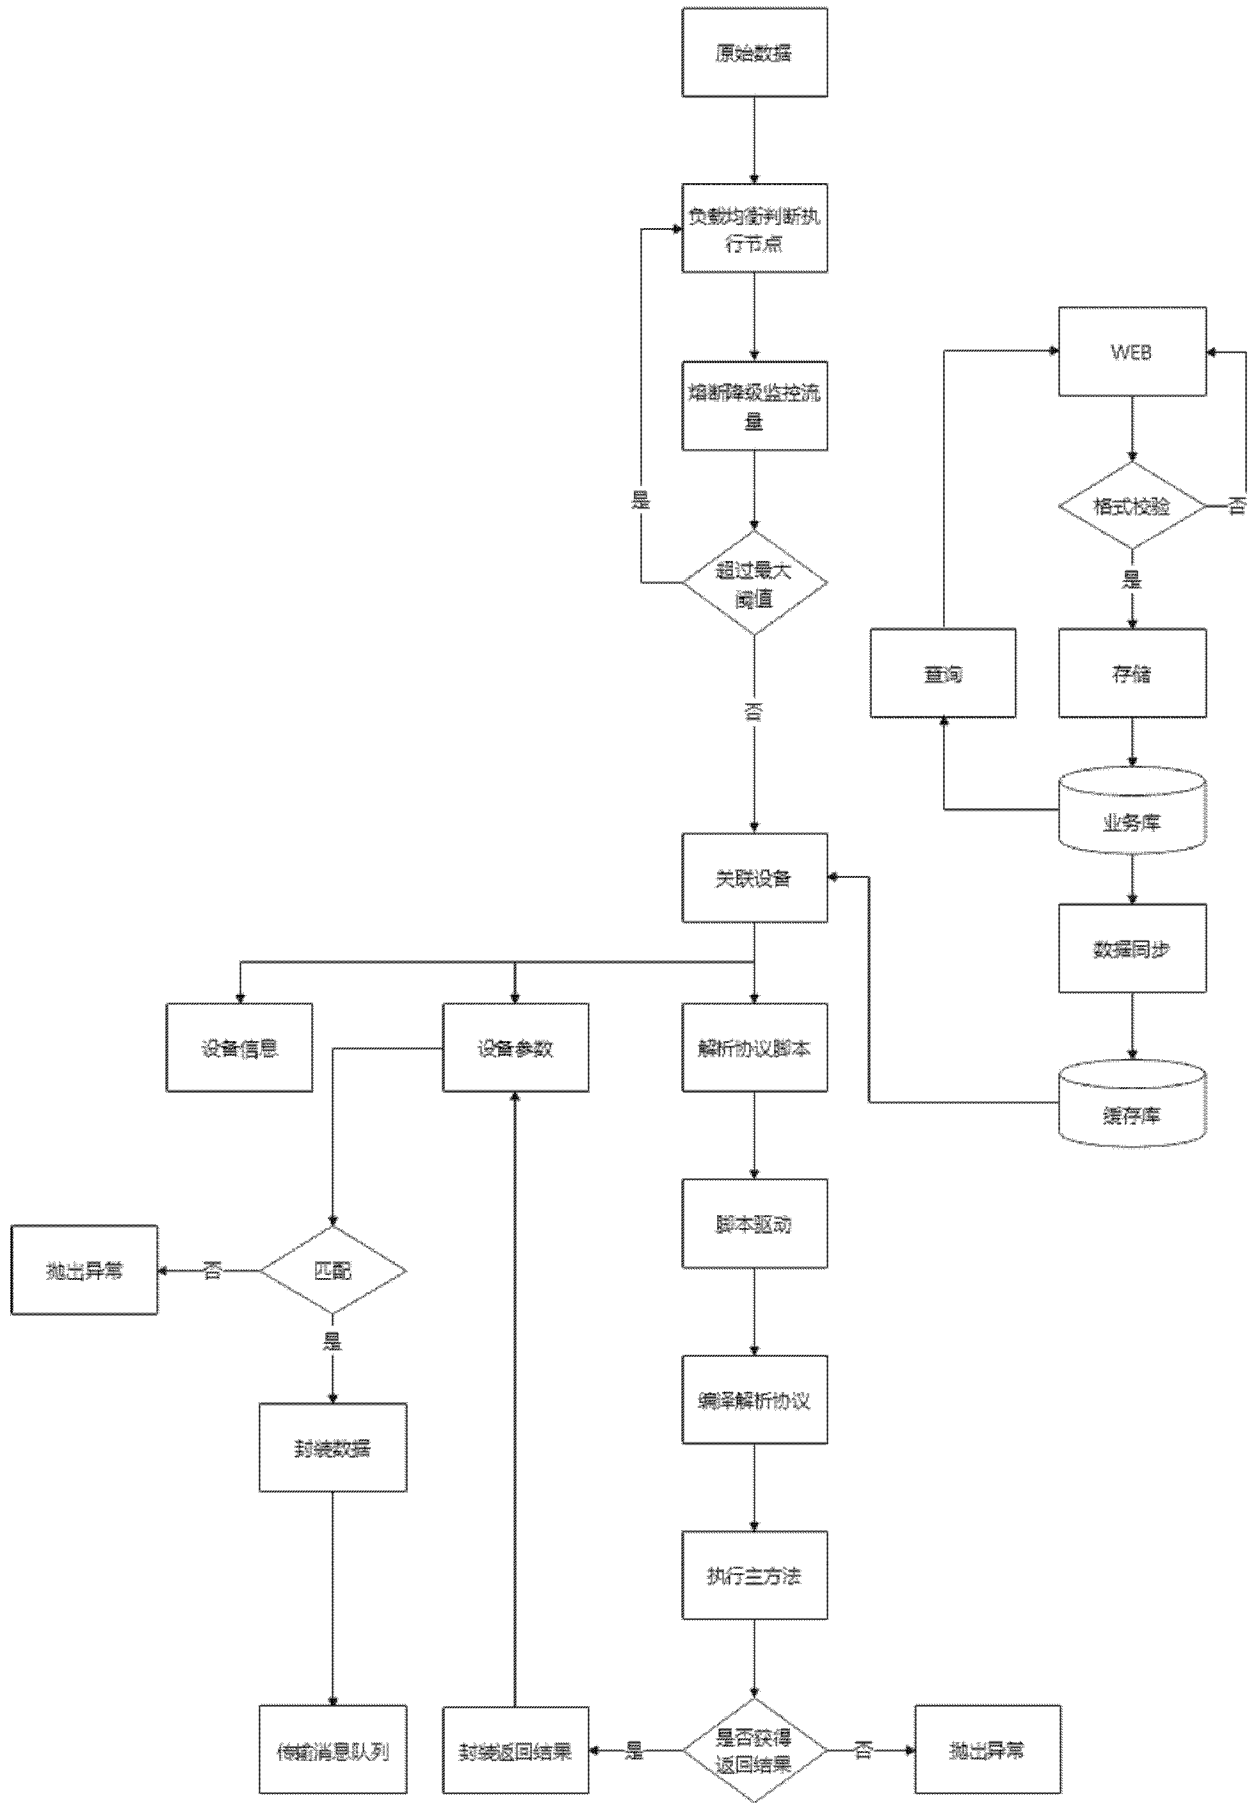 原始数据
负载均衡判断执
行节点
WEB
熔断降级监控流
量
是
格式校验
否
超过最大
阈值
是
查询
存储
否
业务库
关联设备
数据同步
设备信息
设备参数
解析协议脚本
缓存库
脚本驱动
抛出异常
否
匹配
是
编译解析协议
封装数据
执行主方法
传输消息队列
封装返回结果
是
是否获得
返回结果
否
抛出异常